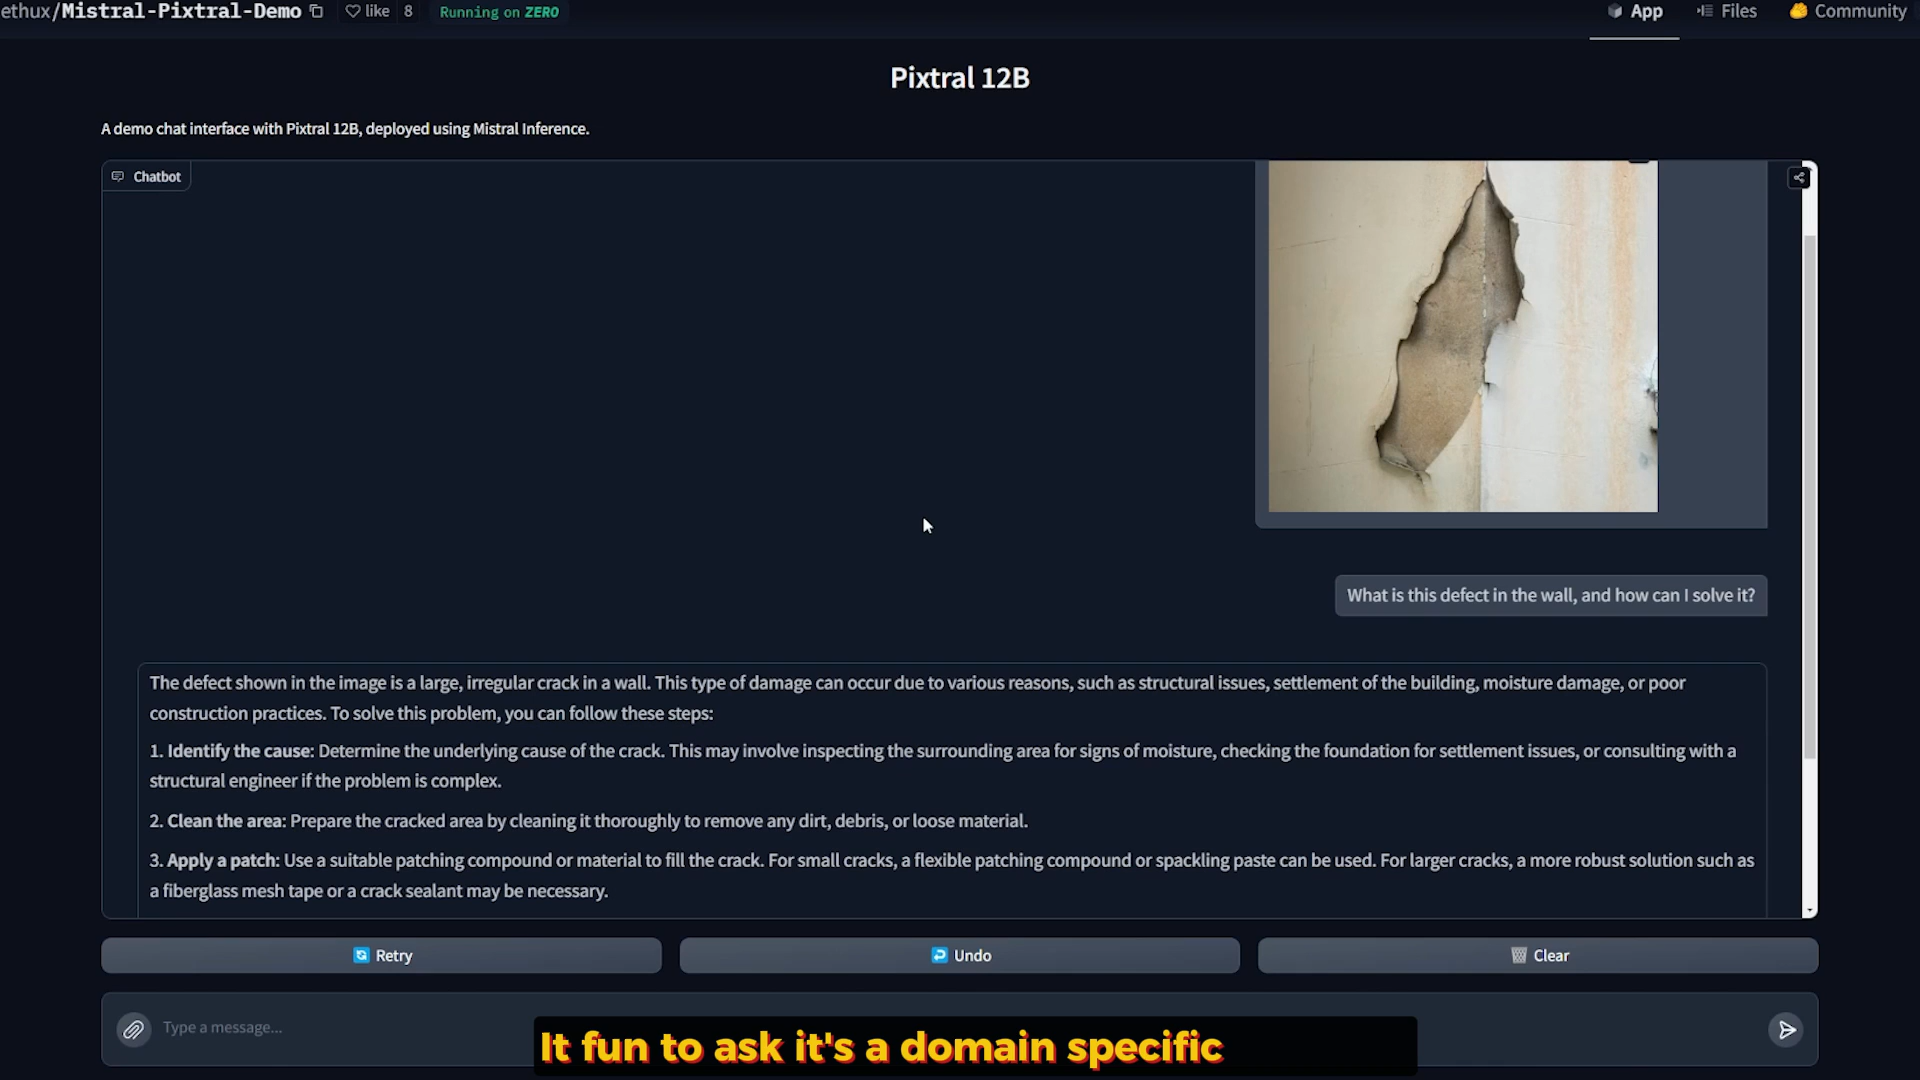 ethux/Mistral-Pixtral-Demo like 8 Running on ZERO App Files Community
Pixtral 12B
A demo chat interface with Pixtral 12B, deployed using Mistral Inference.
Chatbot
What is this defect in the wall, and how can I solve it?
The defect shown in the image is a large, irregular crack in a wall. This type of damage can occur due to various reasons, such as structural issues, settlement of the building, moisture damage, or poor
construction practices. To solve this problem, you can follow these steps:
1. Identify the cause: Determine the underlying cause of the crack. This may involve inspecting the surrounding area for signs of moisture, checking the foundation for settlement issues, or consulting with a
structural engineer if the problem is complex.
2. Clean the area: Prepare the cracked area by cleaning it thoroughly to remove any dirt, debris, or loose material.
3. Apply a patch: Use a suitable patching compound or material to fill the crack. For small cracks, a flexible patching compound or spackling paste can be used. For larger cracks, a more robust solution such as
a fiberglass mesh tape or a crack sealant may be necessary.
Retry Undo Clear
Type a message...
It fun to ask it's a domain specific